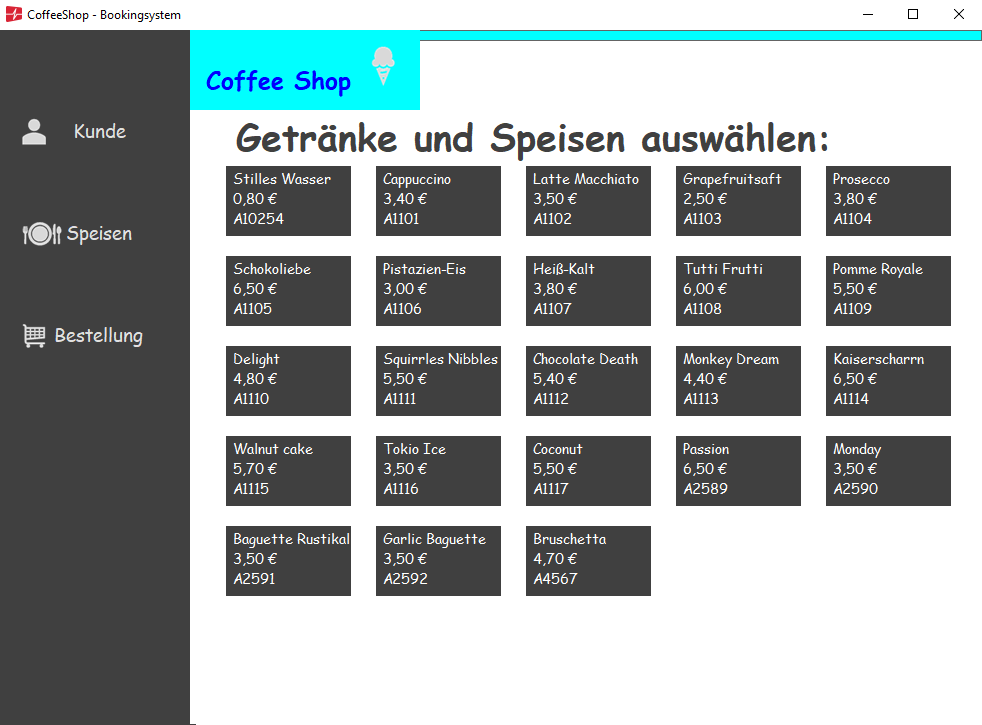 CoffeeShop - Bookingsystem
Coffee Shop
Kunde
Speisen
Bestellung
Getränke und Speisen auswählen:
Stilles Wasser
0,80 €
A10254
Cappuccino
3,40 €
A1101
Latte Macchiato
3,50 €
A1102
Grapefruitsaft
2,50 €
A1103
Prosecco
3,80 €
A1104
Schokoliebe
6,50 €
A1105
Pistazien-Eis
3,00 €
A1106
Heiß-Kalt
3,80 €
A1107
Tutti Frutti
6,00 €
A1108
Pomme Royale
5,50 €
A1109
Delight
4,80 €
A1110
Squirrles Nibbles
5,50 €
A1111
Chocolate Death
5,40 €
A1112
Monkey Dream
4,40 €
A1113
Kaiserscharrn
6,50 €
A1114
Walnut cake
5,70 €
A1115
Tokio Ice
3,50 €
A1116
Coconut
5,50 €
A1117
Passion
6,50 €
A2589
Monday
3,50 €
A2590
Baguette Rustikal
3,50 €
A2591
Garlic Baguette
3,50 €
A2592
Bruschetta
4,70 €
A4567